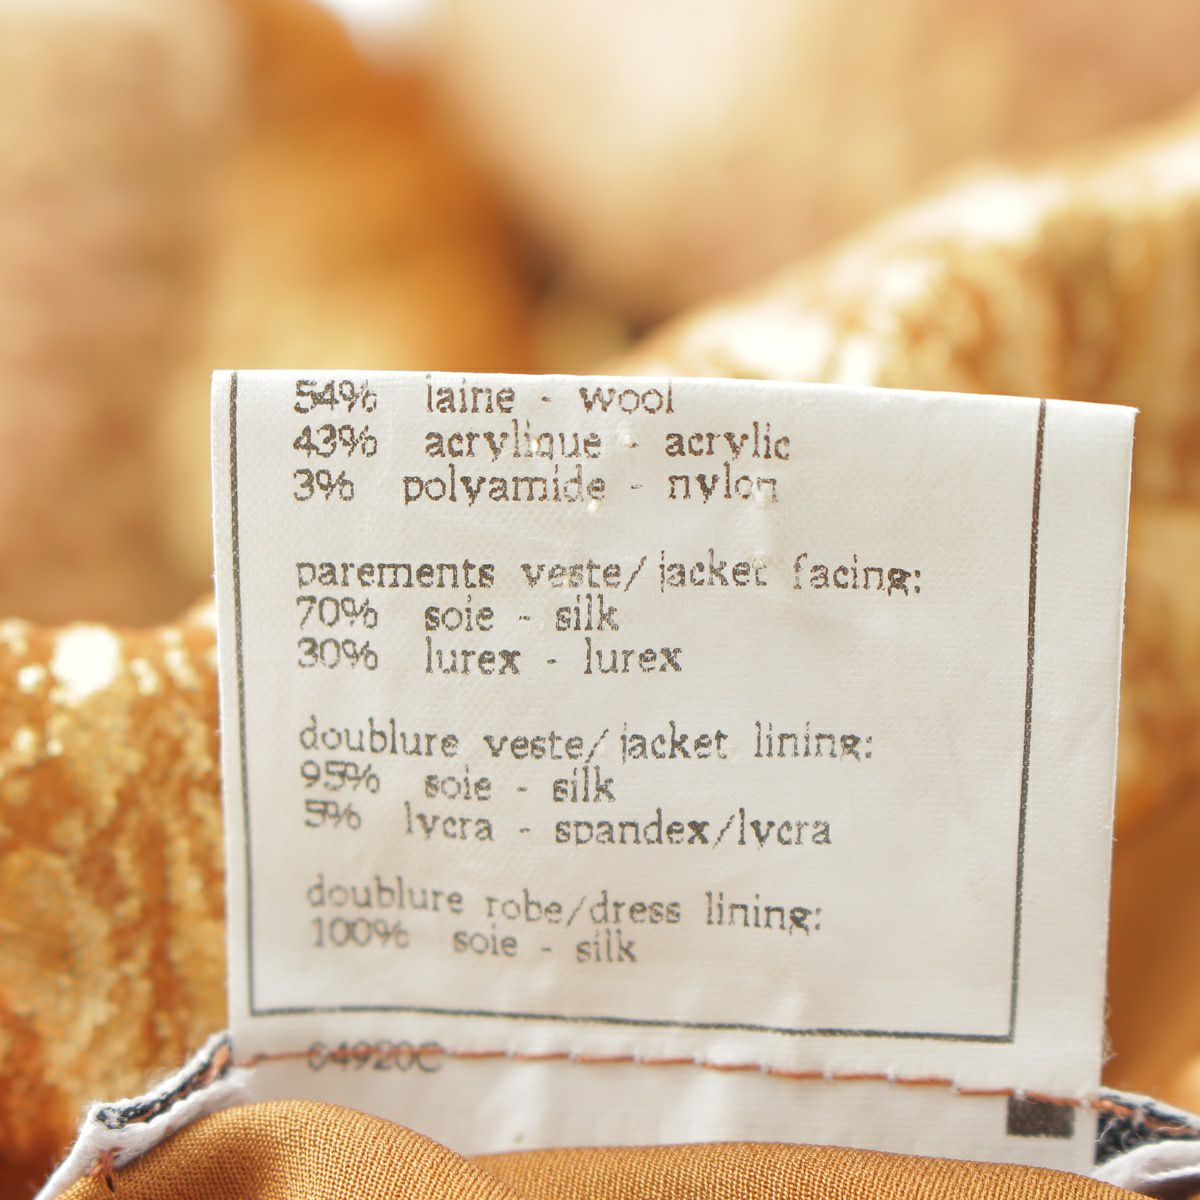 54% laine - wool
43% acrylique - acrylic
3% polyamide - nylon
parements veste/jacket facing:
70% soie - silk
30% lurex - lurex
doublure veste/jacket lining:
95% soie - silk
5% lycra - spandex/lycra
doublure robe/dress lining:
100% soie - silk